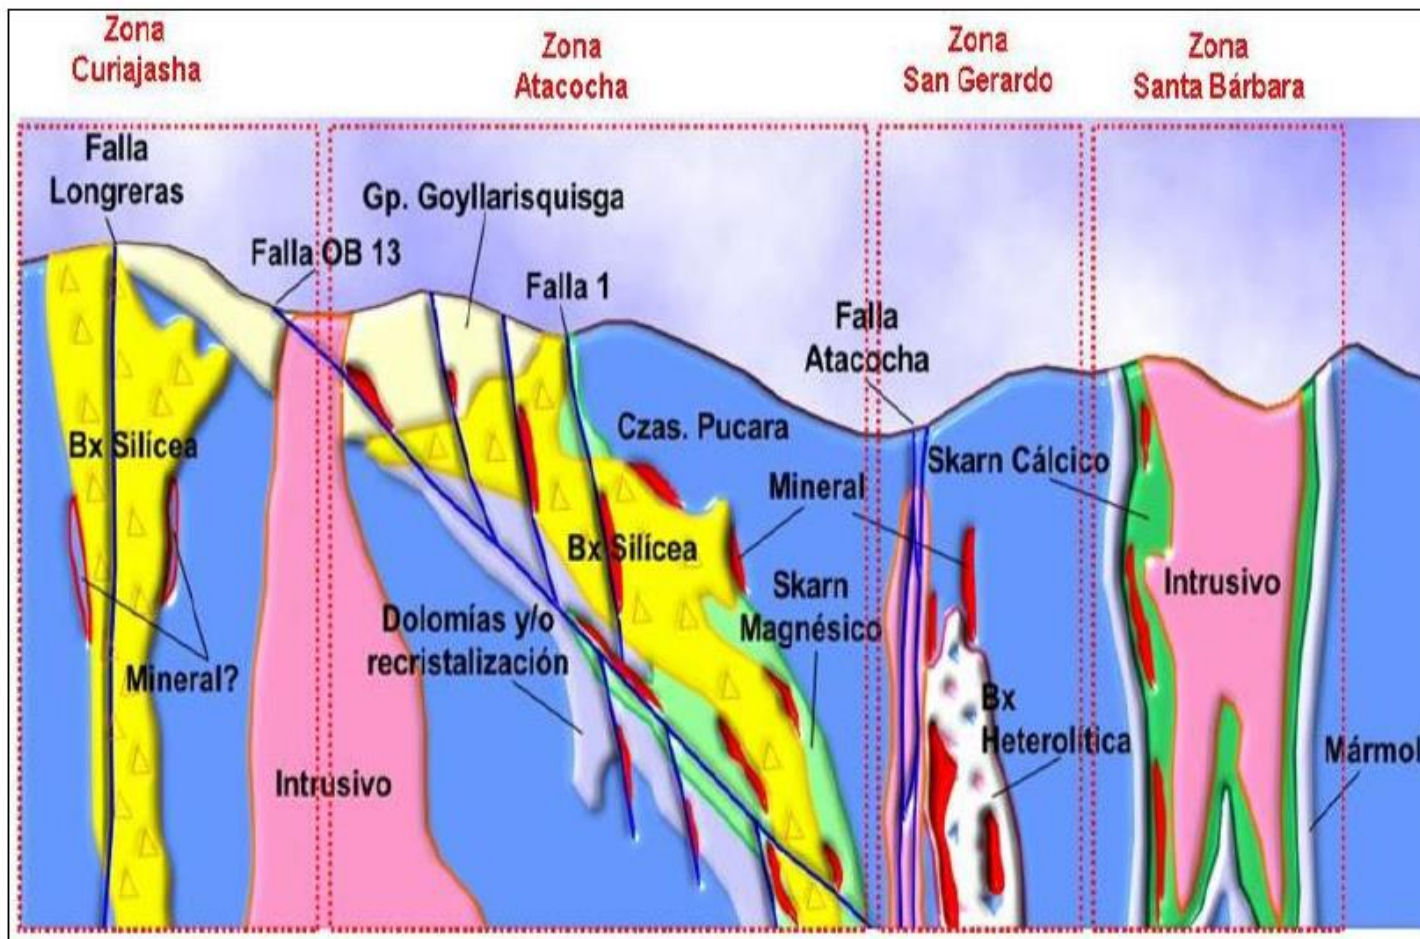 Zona
Curiajasha
Zona
Atacocha
Zona
San Gerardo
Zona
Santa Bárbara
Falla
Longreras
Gp. Goyllarisquisga
Falla OB 13
Falla 1
Falla
Atacocha
Czas. Pucara
Bx Silícea
Mineral
Skarn Cálcico
Bx Silícea
Skarn
Magnésico
Intrusivo
Dolomías y/o
recristalización
Mineral?
Bx
Heterolítica
Mármol
Intrusivo